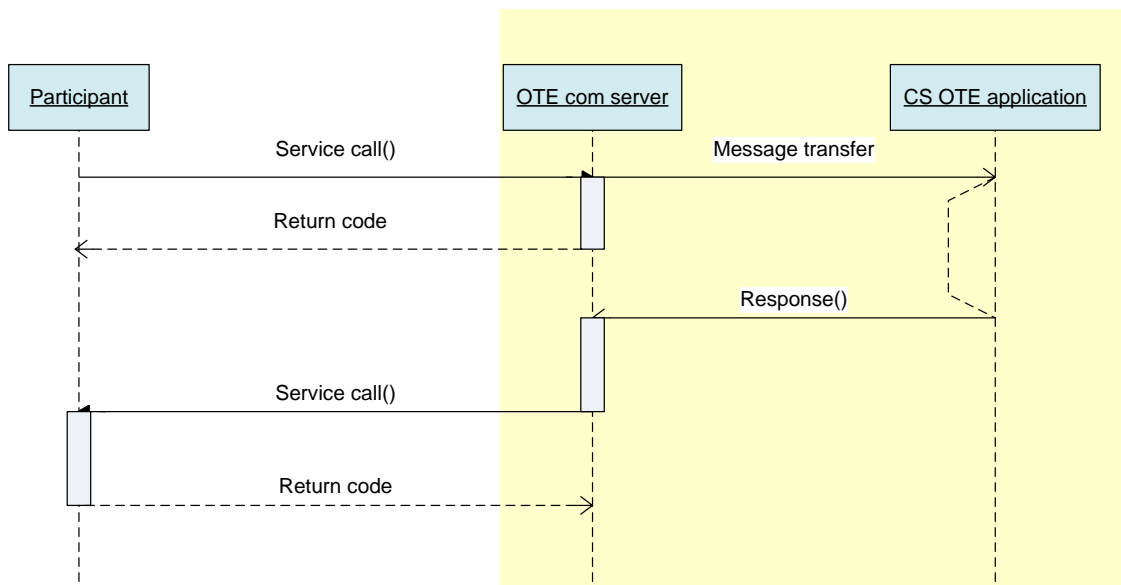 Participant
OTE com server
CS OTE application
Service call()
Message transfer
Return code
Response()
Service call()
Return code